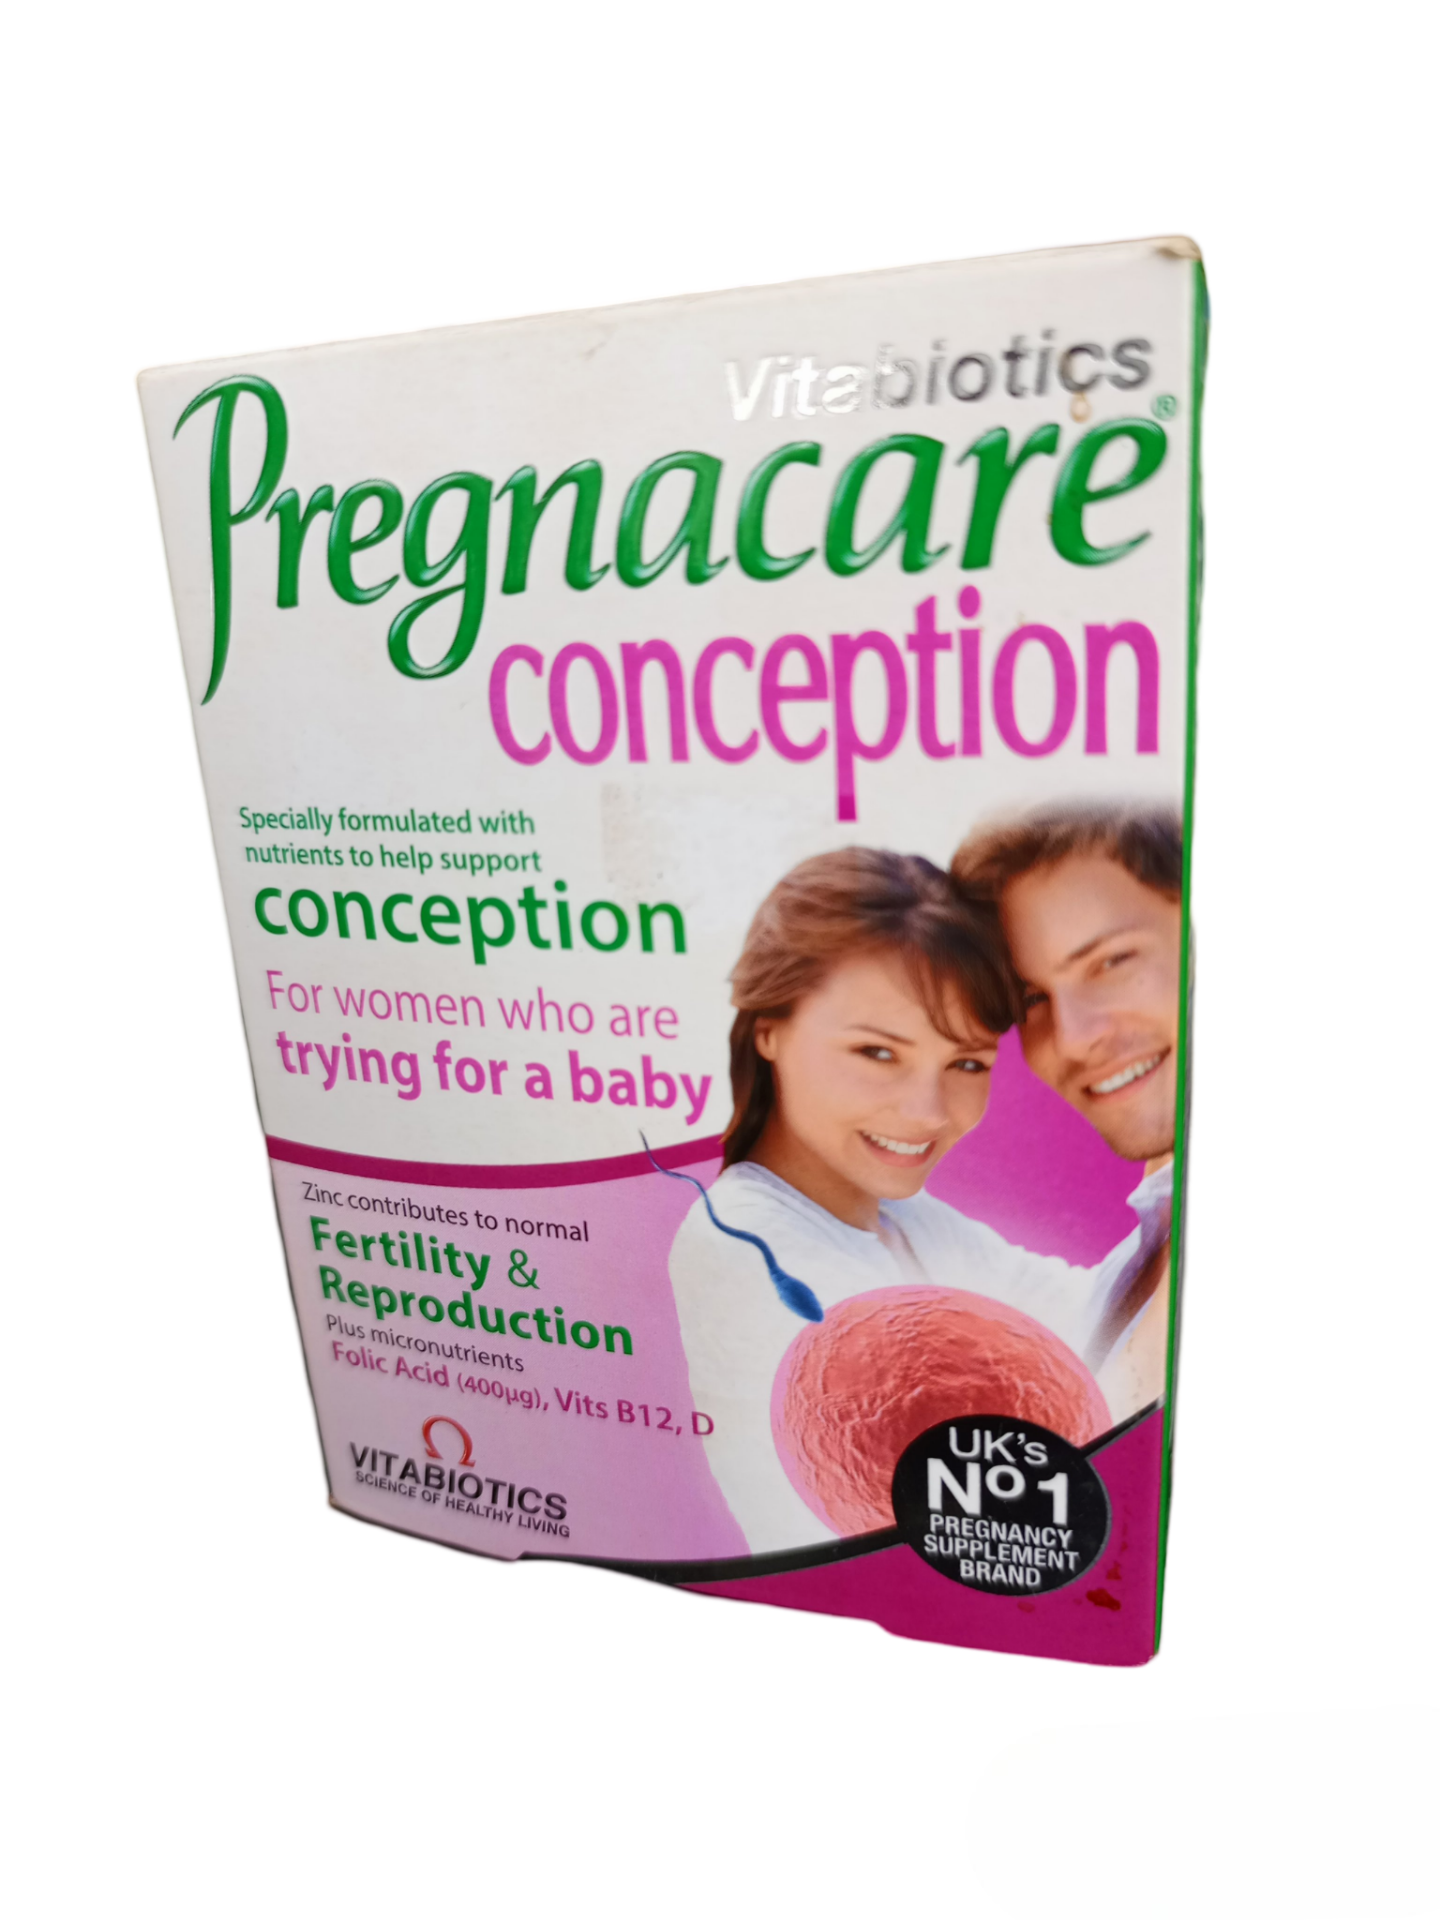 Vitabiotics
Pregnacare®
conception
Specially formulated with
nutrients to help support
conception
For women who are
trying for a baby
Zinc contributes to normal
Fertility &
Reproduction
Plus micronutrients
Folic Acid (400µg), Vits B12, D
VITABIOTICS
SCIENCE OF HEALTHY LIVING
UK's
Nº1
PREGNANCY
SUPPLEMENT
BRAND